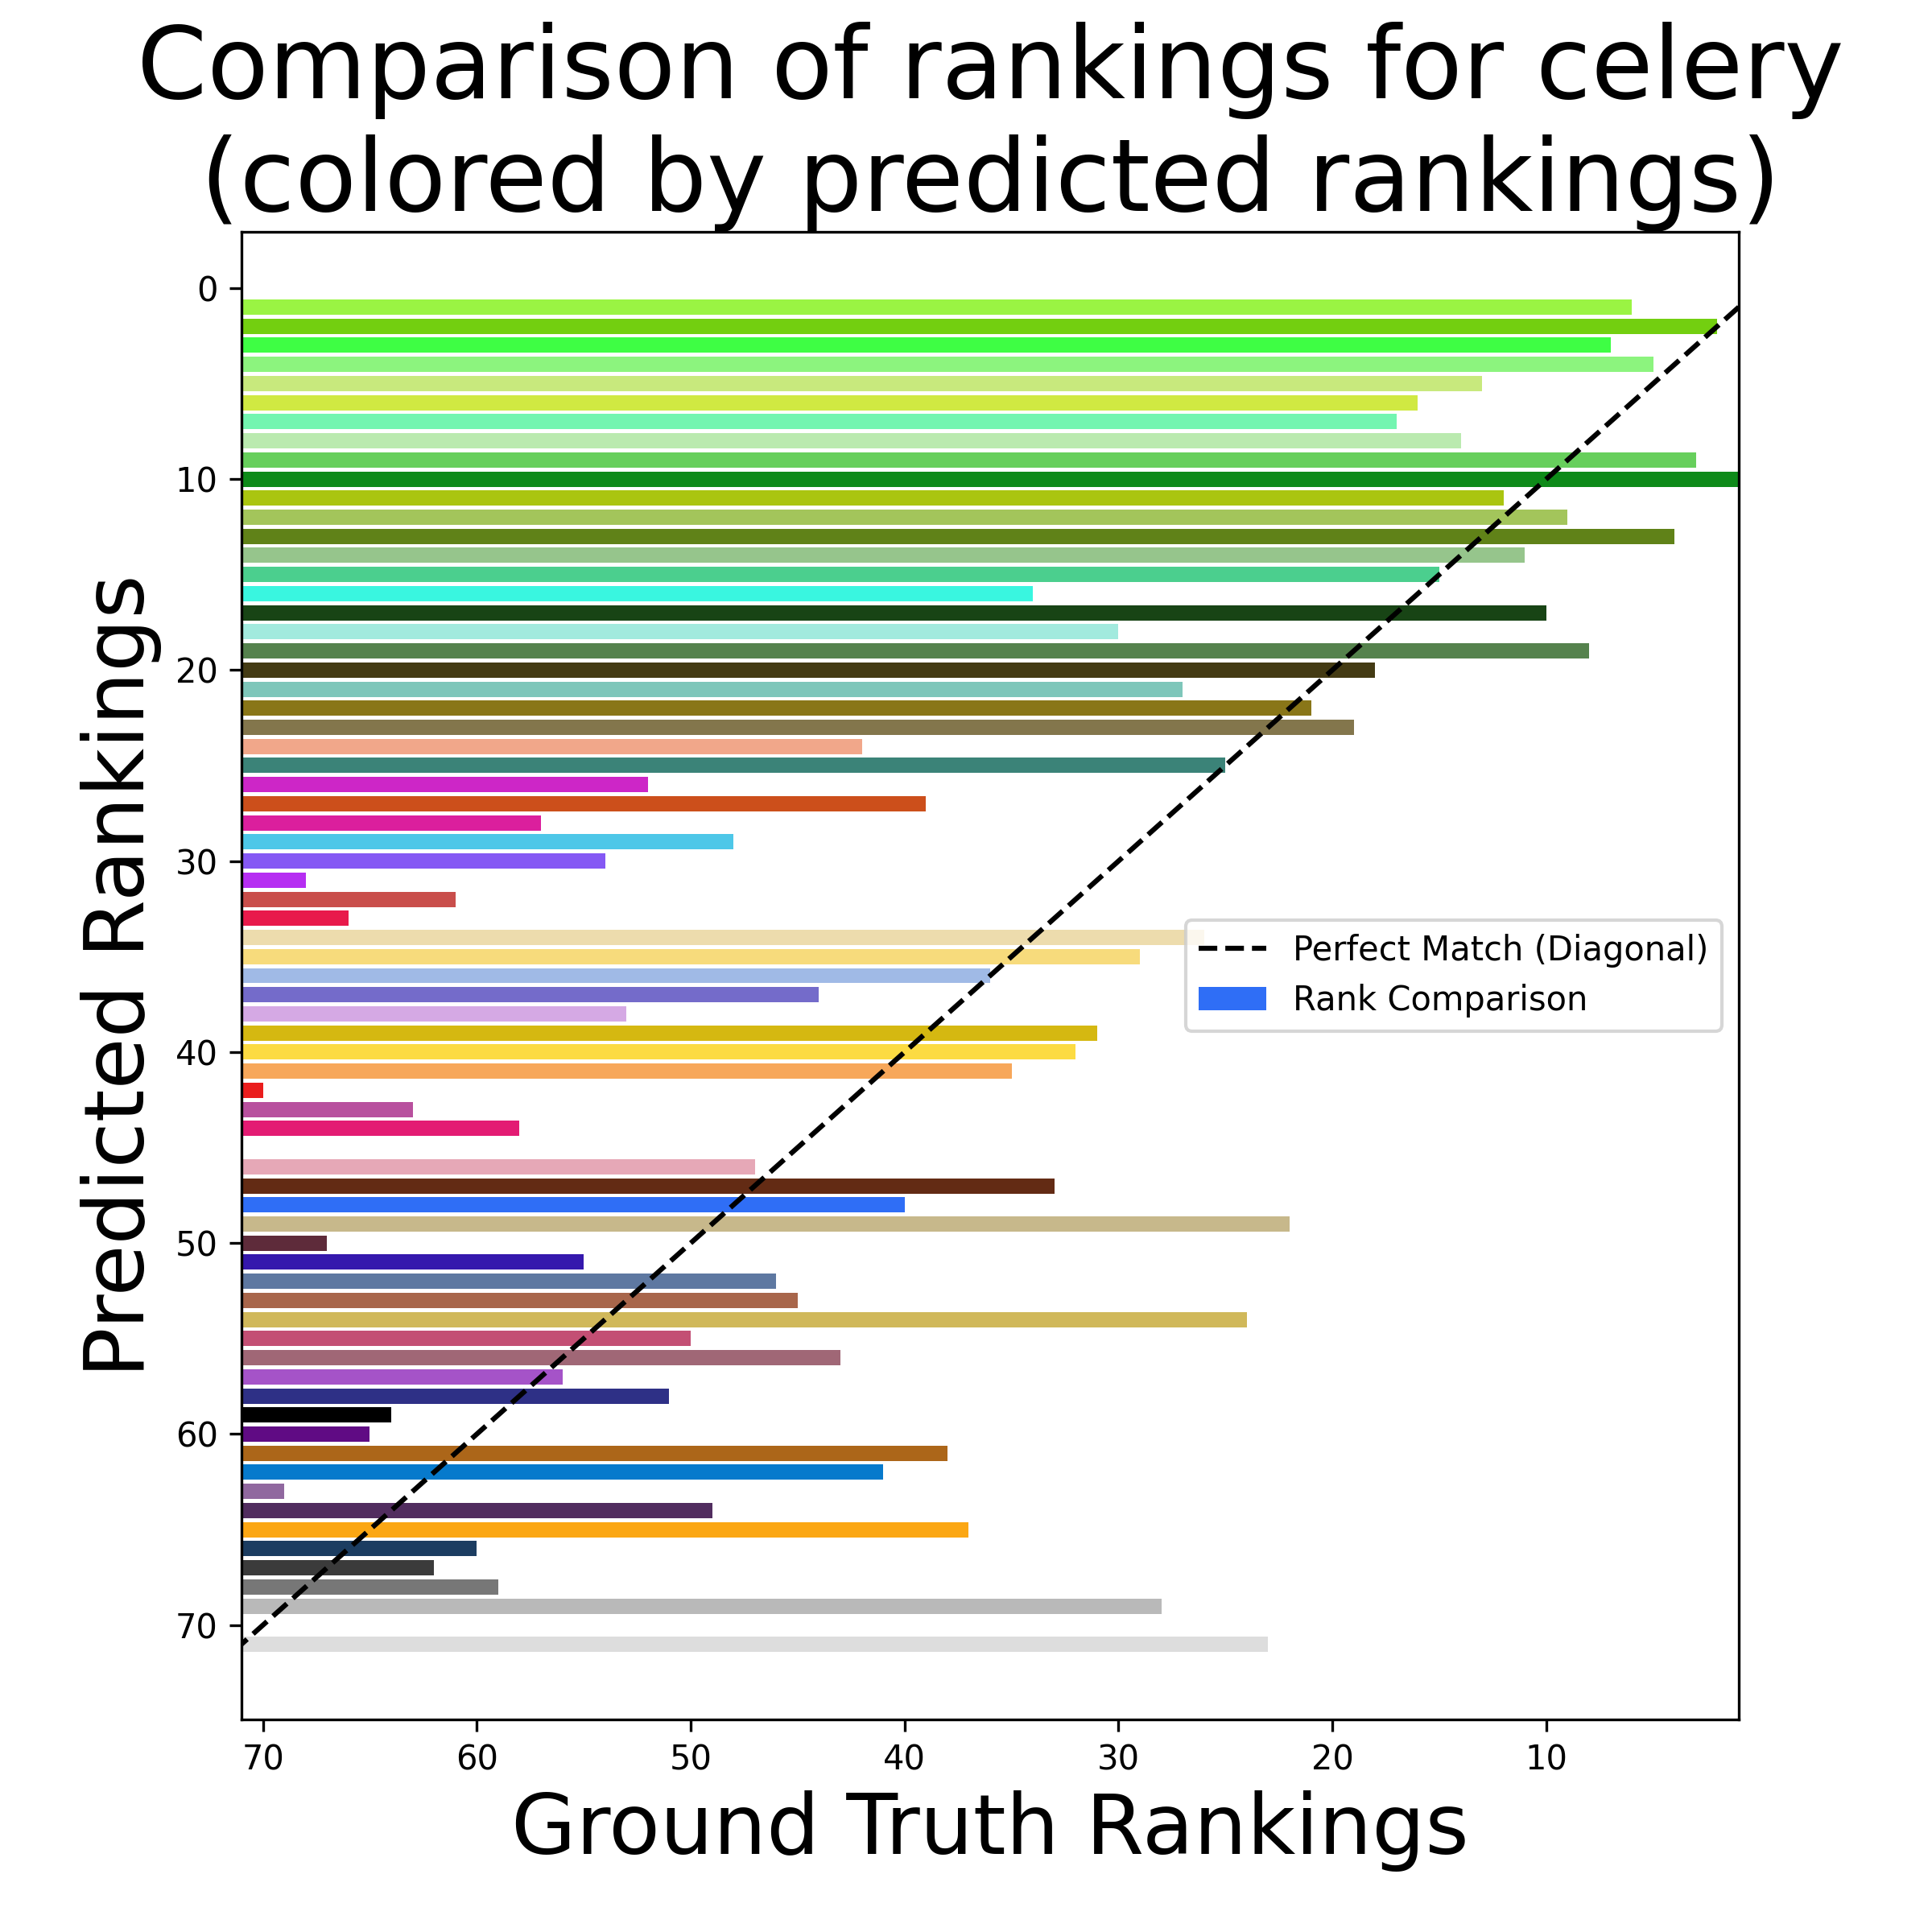 Comparison of rankings for celery
(colored by predicted rankings)
Predicted Rankings
0
10
20
30
40
50
60
70
Perfect Match (Diagonal)
Rank Comparison
70 60 50 40 30 20 10
Ground Truth Rankings